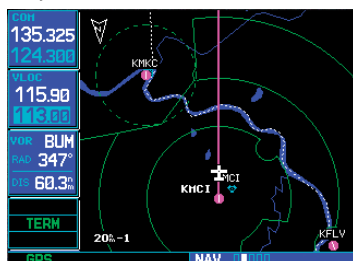 COM
135.325
124.300
VLOC
115.90
113.00
VOR BUM
RAD 347°
DIS 60.3nm
TERM
GPS
N
KMKC
MCI
KMCI
KFLV
20nm-1
NAV